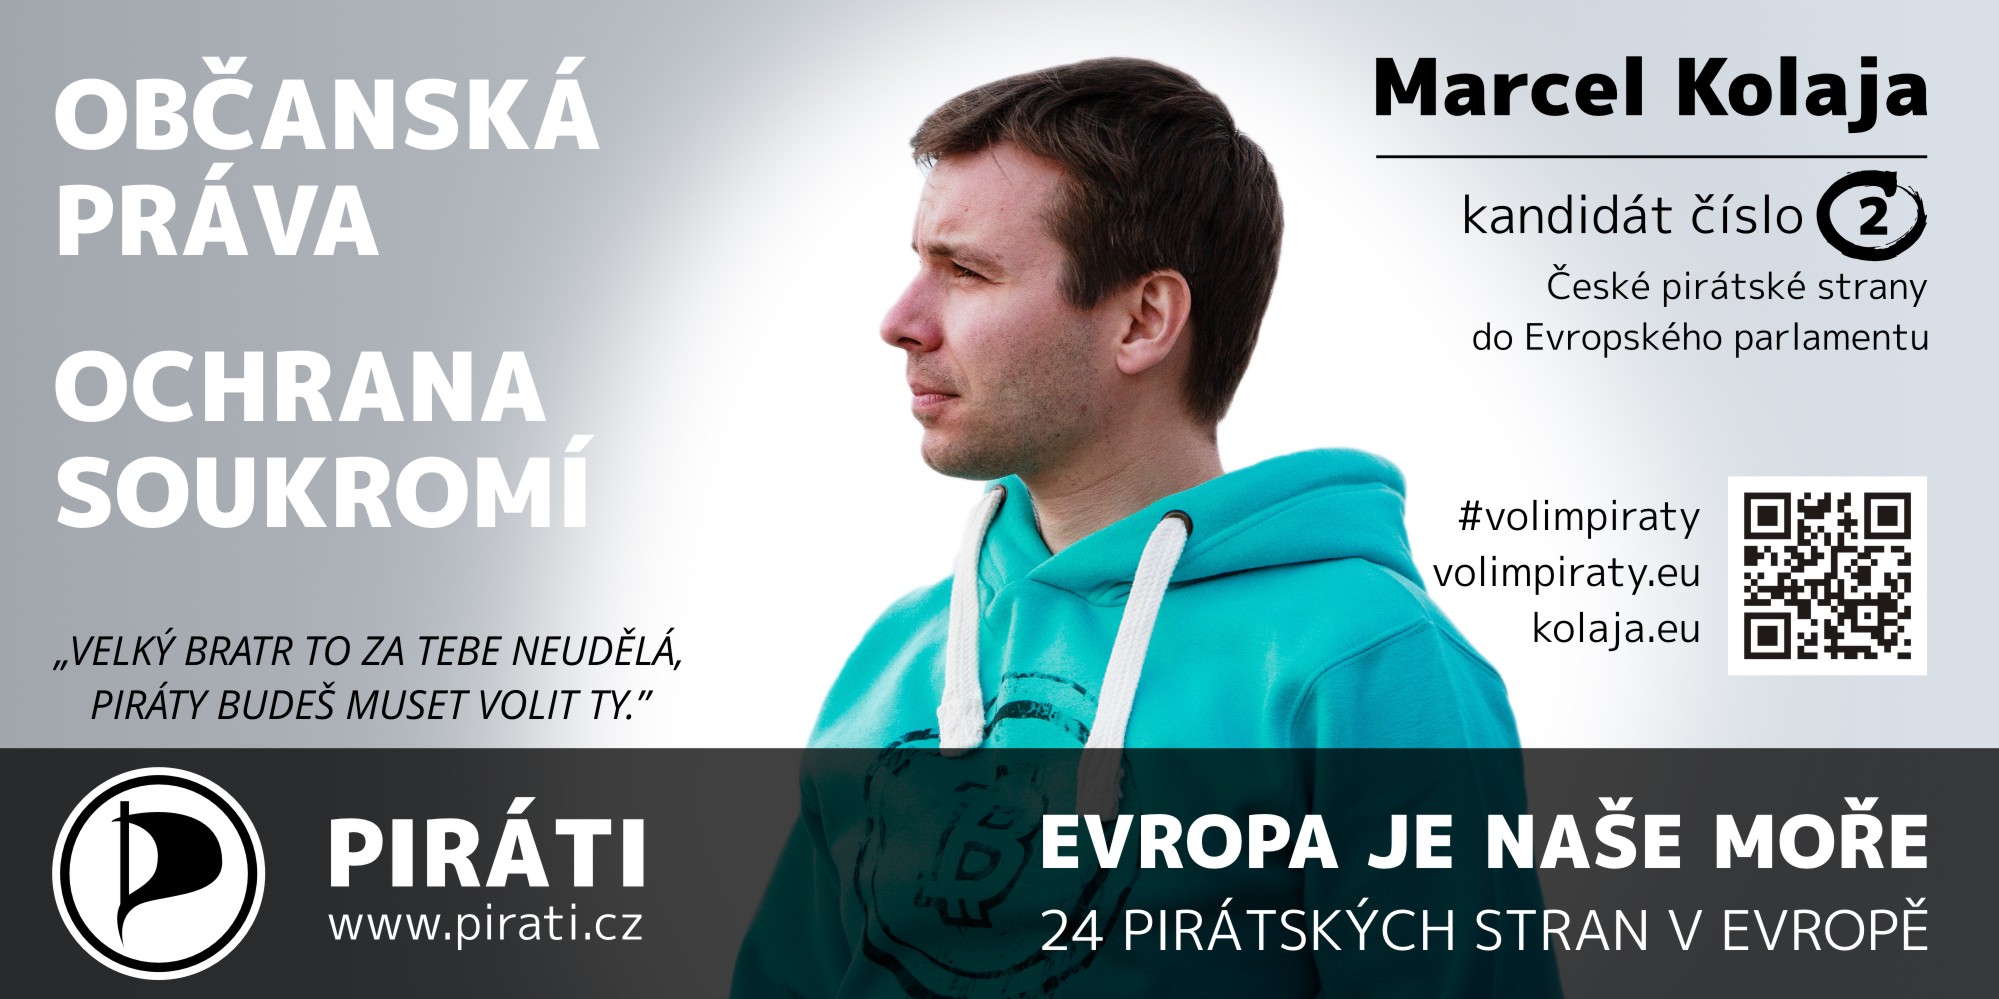 OBČANSKÁ
PRÁVA
OCHRANA
SOUKROMÍ
„VELKÝ BRATR TO ZA TEBE NEUDĚLÁ,
PIRÁTY BUDEŠ MUSET VOLIT TY.”
Marcel Kolaja
kandidát číslo 2
České pirátské strany
do Evropského parlamentu
#volimpiraty
volimpiraty.eu
kolaja.eu
PIRÁTI
www.pirati.cz
EVROPA JE NAŠE MOŘE
24 PIRÁTSKÝCH STRAN V EVROPĚ